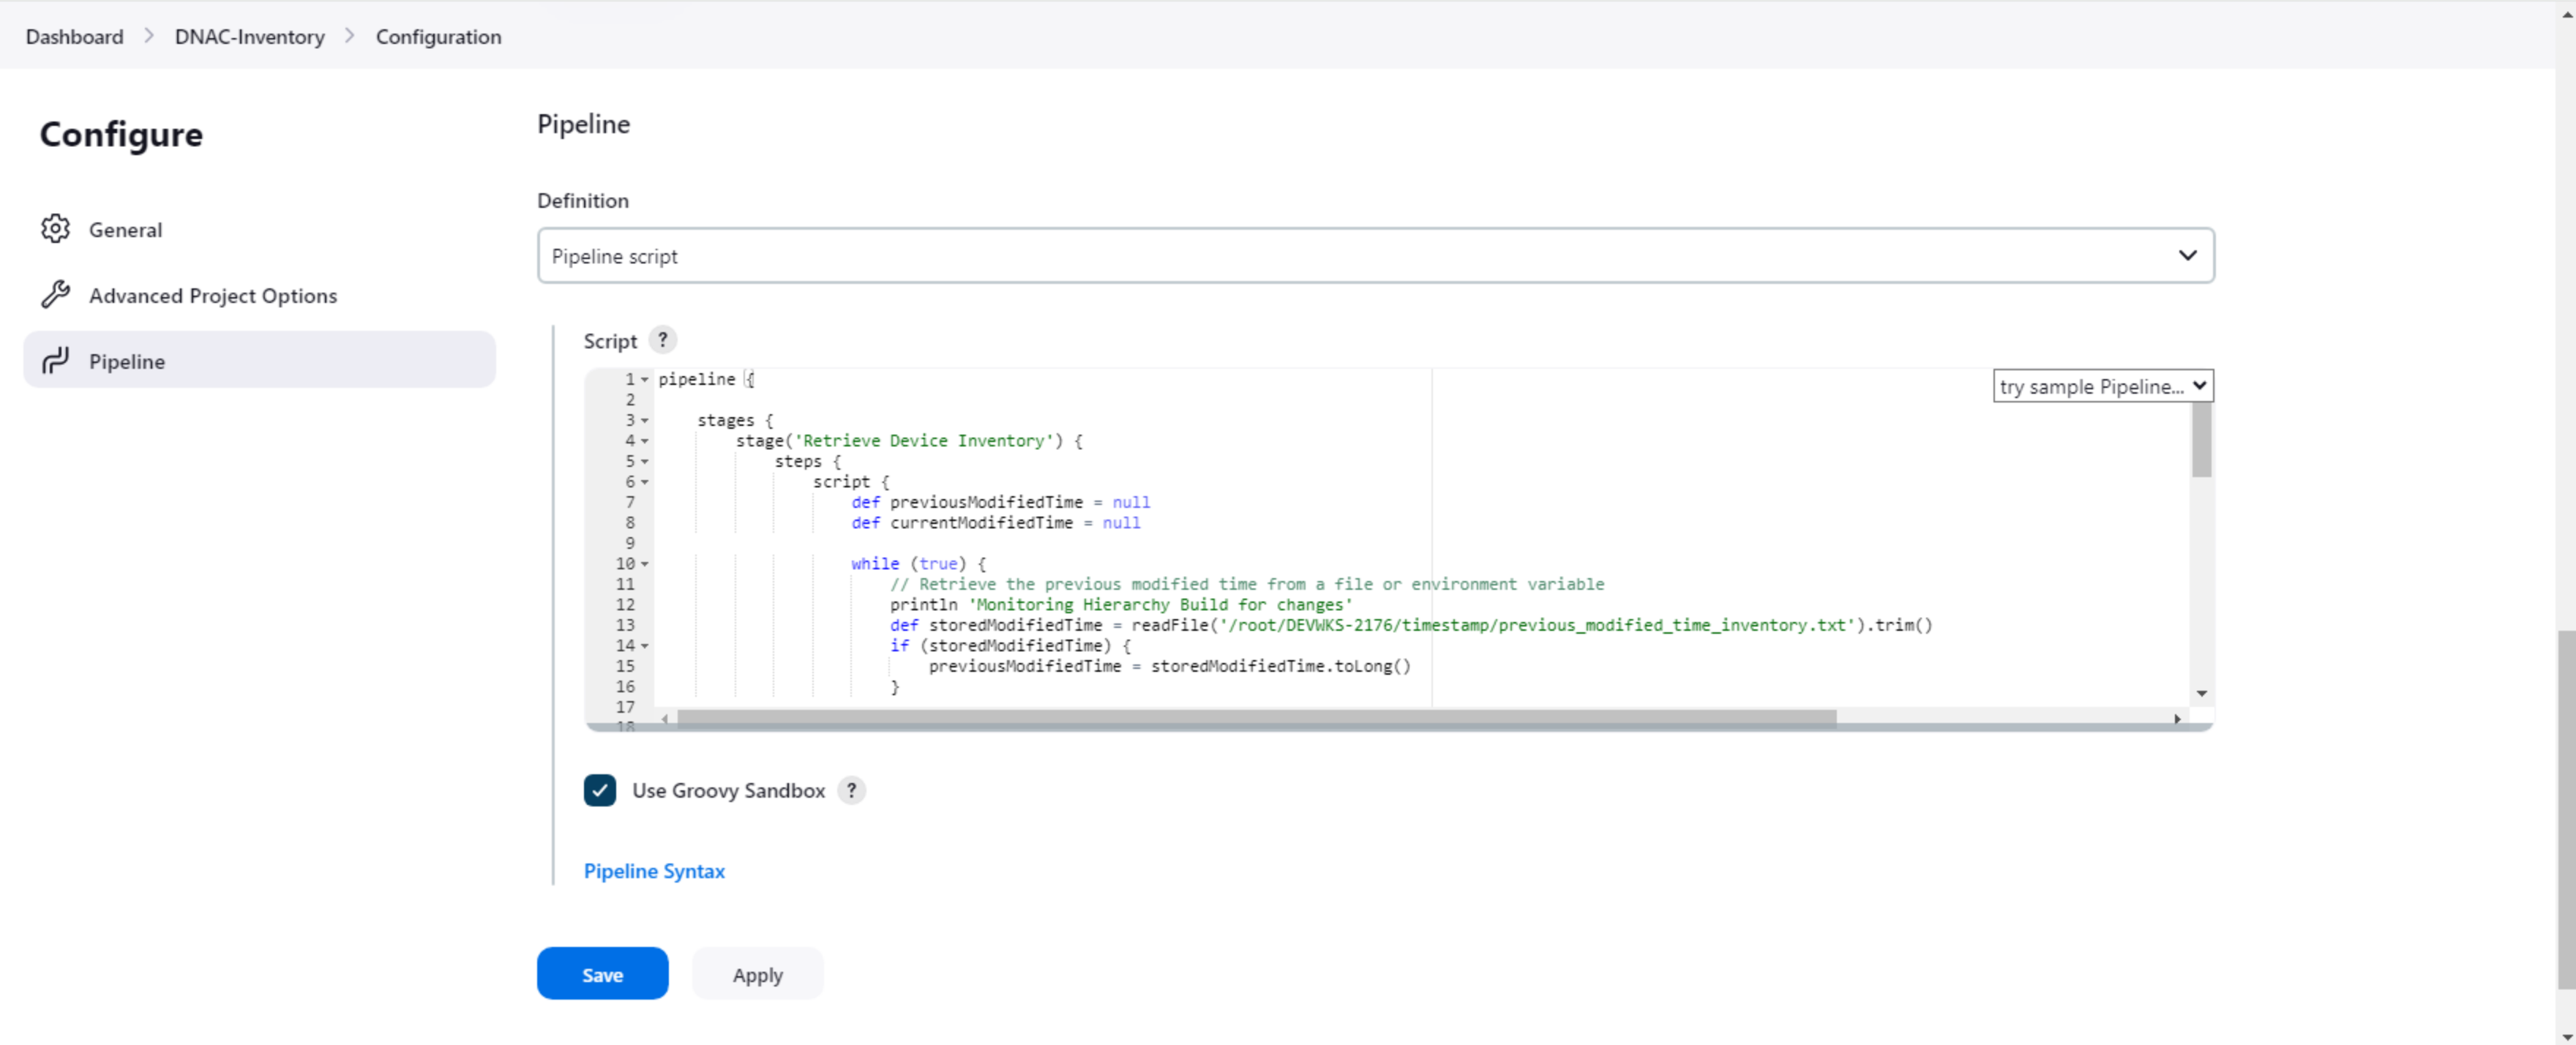 Dashboard > DNAC-Inventory > Configuration
Configure
General
Advanced Project Options
Pipeline
Pipeline
Definition
Pipeline script
Script ?
try sample Pipeline...
1 pipeline {
2
3     stages {
4         stage('Retrieve Device Inventory') {
5             steps {
6                 script {
7                     def previousModifiedTime = null
8                     def currentModifiedTime = null
9
10                     while (true) {
11                         // Retrieve the previous modified time from a file or environment variable
12                         println 'Monitoring Hierarchy Build for changes'
13                         def storedModifiedTime = readFile('/root/DEVWKS-2176/timestamp/previous_modified_time_inventory.txt').trim()
14                         if (storedModifiedTime) {
15                             previousModifiedTime = storedModifiedTime.toLong()
16                         }
17
18
Use Groovy Sandbox ?
Pipeline Syntax
Save
Apply